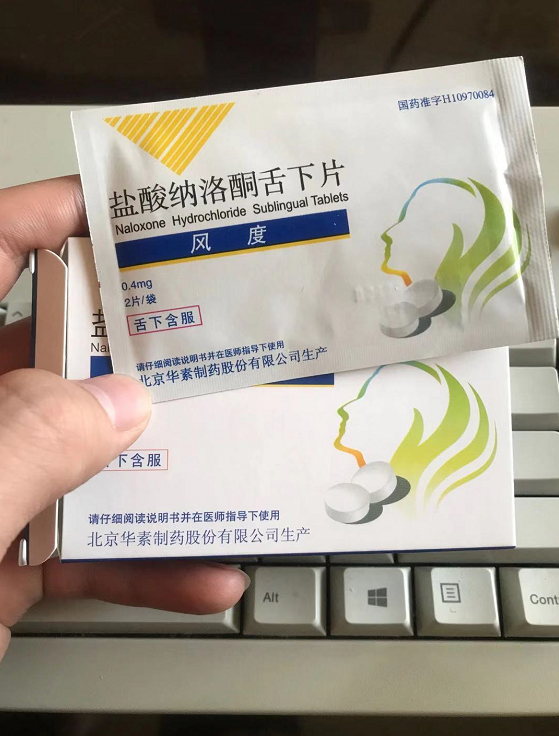 国药准字H10970084
盐酸纳洛酮舌下片
Naloxone Hydrochloride Sublingual Tablets
风度
0.4mg
2片/袋
舌下含服
请仔细阅读说明书并在医师指导下使用
北京华素制药股份有限公司生产
盐
Na
下含服
请仔细阅读说明书并在医师指导下使用
北京华素制药股份有限公司生产
Alt
Cont